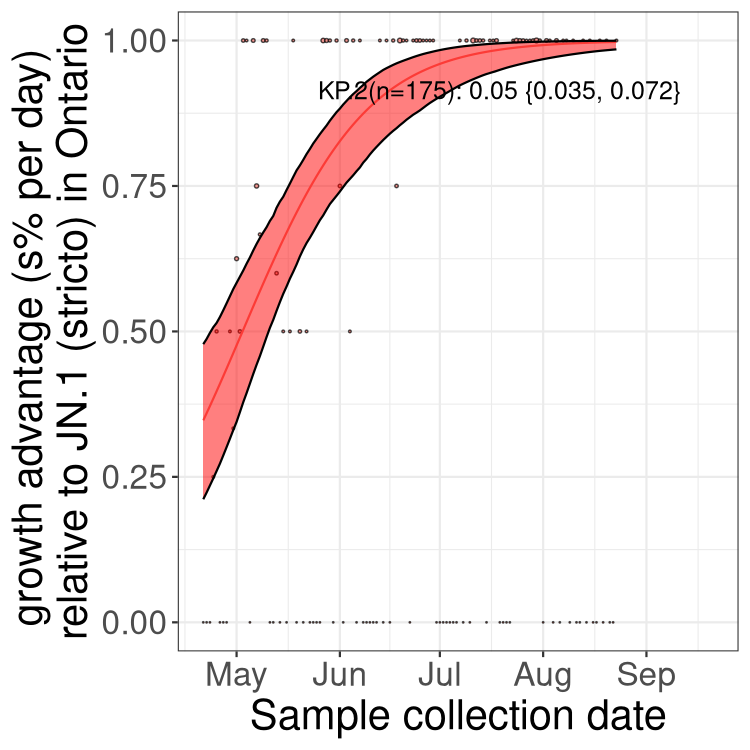 growth advantage (s% per day)
relative to JN.1 (stricto) in Ontario
1.00
0.75
0.50
0.25
0.00
KP.2(n=175): 0.05 {0.035, 0.072}
May Jun Jul Aug Sep
Sample collection date